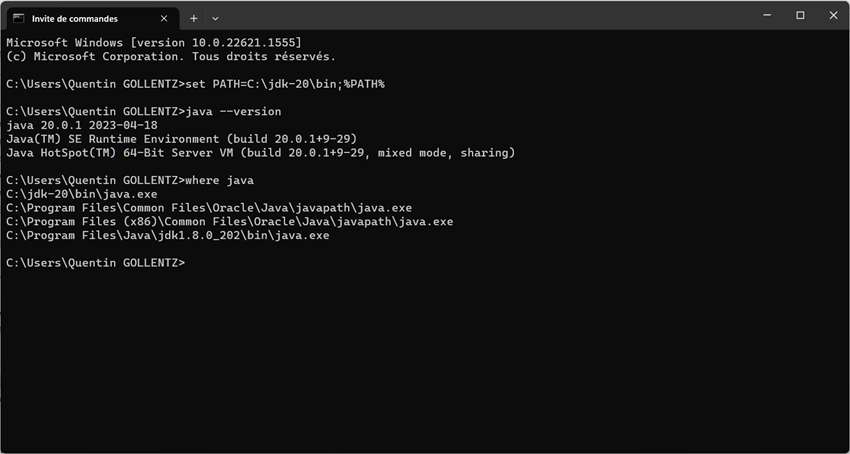 Invite de commandes
Microsoft Windows [version 10.0.22621.1555]
(c) Microsoft Corporation. Tous droits réservés.
C:\Users\Quentin GOLLENTZ>set PATH=C:\jdk-20\bin;%PATH%
C:\Users\Quentin GOLLENTZ>java --version
java 20.0.1 2023-04-18
Java(TM) SE Runtime Environment (build 20.0.1+9-29)
Java HotSpot(TM) 64-Bit Server VM (build 20.0.1+9-29, mixed mode, sharing)
C:\Users\Quentin GOLLENTZ>where java
C:\jdk-20\bin\java.exe
C:\Program Files\Common Files\Oracle\Java\javapath\java.exe
C:\Program Files (x86)\Common Files\Oracle\Java\javapath\java.exe
C:\Program Files\Java\jdk1.8.0_202\bin\java.exe
C:\Users\Quentin GOLLENTZ>